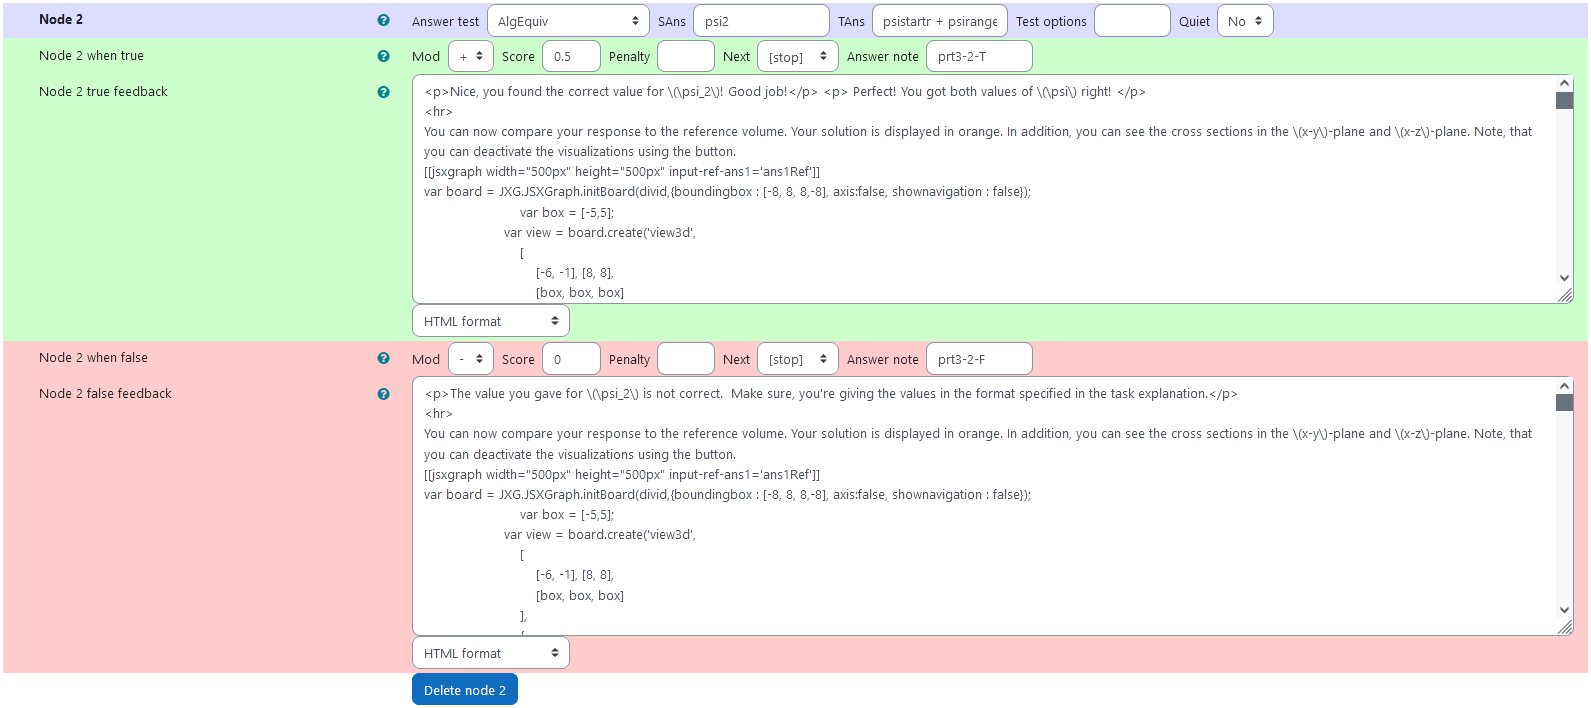 Node 2 Answer test AlgEquiv SAns psi2 TAns psistartr + psirange Test options Quiet No
Node 2 when true Mod + Score 0.5 Penalty Next [stop] Answer note prt3-2-T
Node 2 true feedback
<p>Nice, you found the correct value for \(\psi_2\)! Good job!</p> <p> Perfect! You got both values of \(\psi\) right! </p>
<hr>
You can now compare your response to the reference volume. Your solution is displayed in orange. In addition, you can see the cross sections in the \(x-y\)-plane and \(x-z\)-plane. Note, that
you can deactivate the visualizations using the button.
[[jsxgraph width="500px" height="500px" input-ref-ans1='ans1Ref']]
var board = JXG.JSXGraph.initBoard(divid,{boundingbox : [-8, 8, 8,-8], axis:false, shownavigation : false});
var box = [-5,5];
var view = board.create('view3d',
[
[-6, -1], [8, 8],
[box, box, box]
HTML format
Node 2 when false Mod - Score 0 Penalty Next [stop] Answer note prt3-2-F
Node 2 false feedback
<p>The value you gave for \(\psi_2\) is not correct.  Make sure, you're giving the values in the format specified in the task explanation.</p>
<hr>
You can now compare your response to the reference volume. Your solution is displayed in orange. In addition, you can see the cross sections in the \(x-y\)-plane and \(x-z\)-plane. Note, that
you can deactivate the visualizations using the button.
[[jsxgraph width="500px" height="500px" input-ref-ans1='ans1Ref']]
var board = JXG.JSXGraph.initBoard(divid,{boundingbox : [-8, 8, 8,-8], axis:false, shownavigation : false});
var box = [-5,5];
var view = board.create('view3d',
[
[-6, -1], [8, 8],
[box, box, box]
],
HTML format
Delete node 2